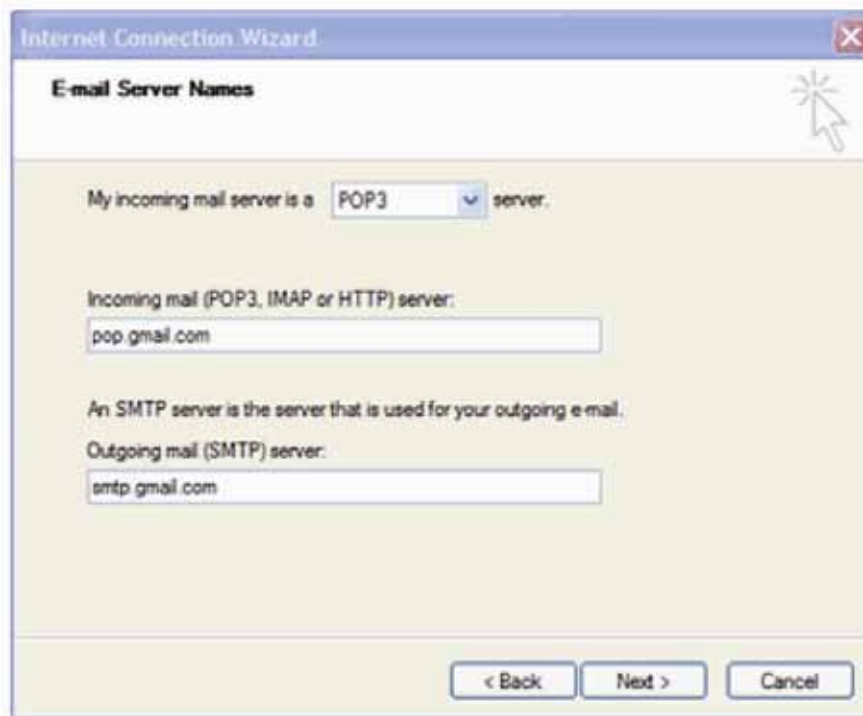 Internet Connection Wizard
E-mail Server Names
My incoming mail server is a POP3 server.
Incoming mail (POP3, IMAP or HTTP) server:
pop.gmail.com
An SMTP server is the server that is used for your outgoing e-mail.
Outgoing mail (SMTP) server:
smtp.gmail.com
< Back Next > Cancel